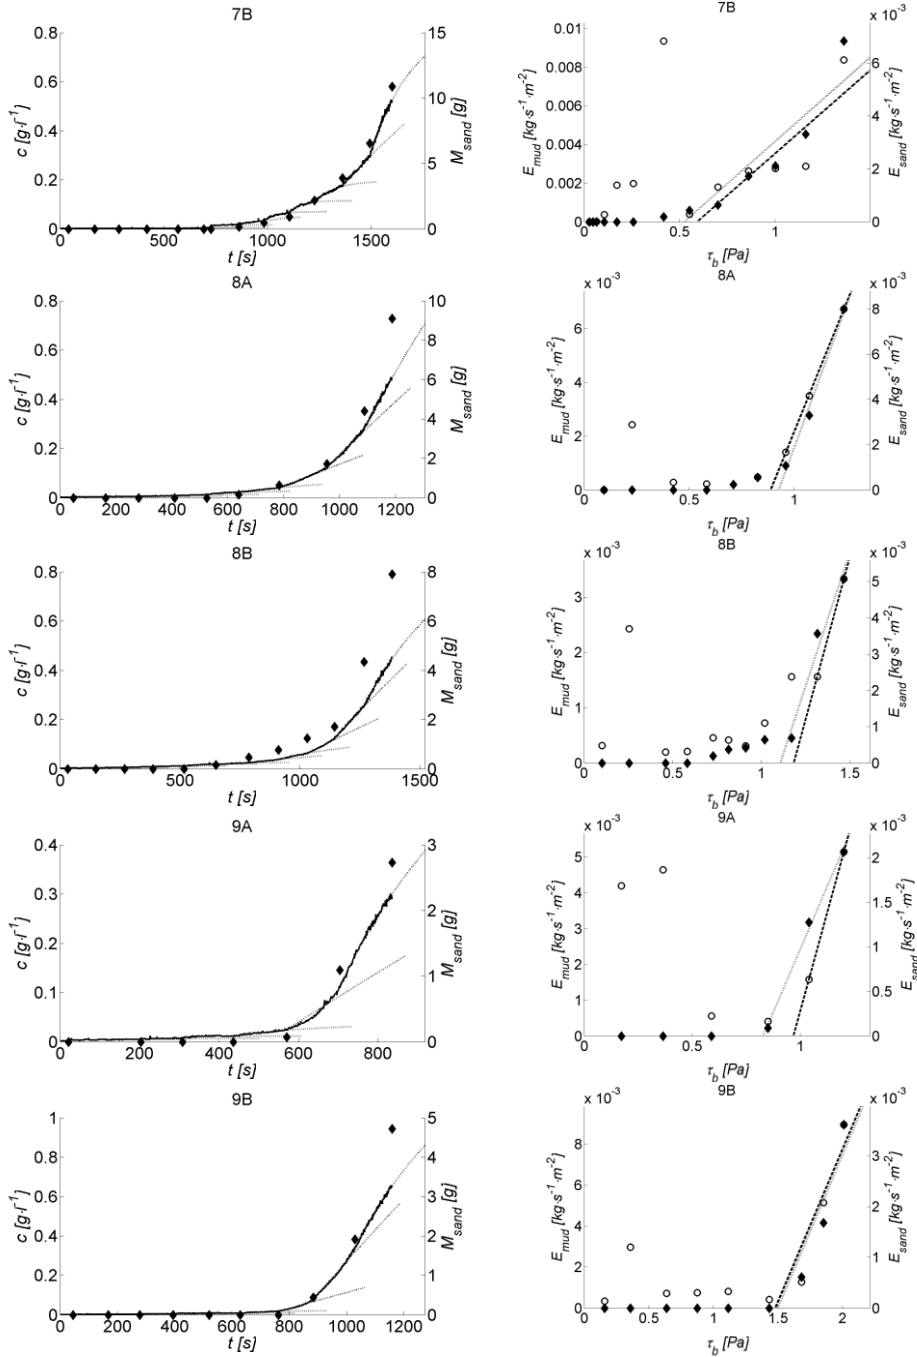 7B
0.8
0.6
0.4
0.2
0
15
10
5
0
0
500
1000
1500
c [g·l⁻¹]
M_sand [g]
t [s]
7B
x 10⁻³
0.01
0.008
0.006
0.004
0.002
0
6
4
2
0
0
0.5
1
E_mud [kg·s⁻¹·m⁻²]
E_sand [kg·s⁻¹·m⁻²]
τ_b [Pa]
8A
0.8
0.6
0.4
0.2
0
10
8
6
4
2
0
0
200
400
600
800
1000
1200
c [g·l⁻¹]
M_sand [g]
t [s]
8A
x 10⁻³
x 10⁻³
6
4
2
0
8
6
4
2
0
0
0.5
1
E_mud [kg·s⁻¹·m⁻²]
E_sand [kg·s⁻¹·m⁻²]
τ_b [Pa]
8B
0.8
0.6
0.4
0.2
0
8
6
4
2
0
0
500
1000
1500
c [g·l⁻¹]
M_sand [g]
t [s]
8B
x 10⁻³
x 10⁻³
3
2
1
0
5
4
3
2
1
0
0
0.5
1
1.5
E_mud [kg·s⁻¹·m⁻²]
E_sand [kg·s⁻¹·m⁻²]
τ_b [Pa]
9A
0.4
0.3
0.2
0.1
0
3
2
1
0
0
200
400
600
800
c [g·l⁻¹]
M_sand [g]
t [s]
9A
x 10⁻³
x 10⁻³
5
4
3
2
1
0
2
1.5
1
0.5
0
0
0.5
1
E_mud [kg·s⁻¹·m⁻²]
E_sand [kg·s⁻¹·m⁻²]
τ_b [Pa]
9B
1
0.8
0.6
0.4
0.2
0
5
4
3
2
1
0
0
200
400
600
800
1000
1200
c [g·l⁻¹]
M_sand [g]
t [s]
9B
x 10⁻³
x 10⁻³
8
6
4
2
0
3
2
1
0
0
0.5
1
1.5
2
E_mud [kg·s⁻¹·m⁻²]
E_sand [kg·s⁻¹·m⁻²]
τ_b [Pa]